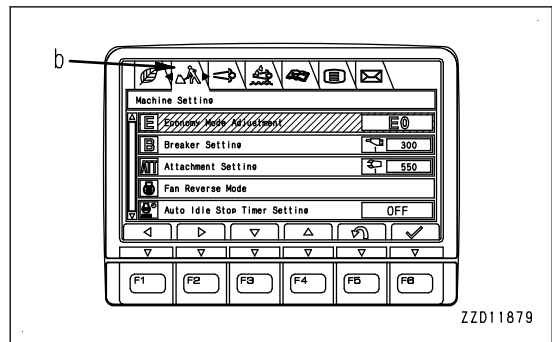 b
Machine Setting
E Economy Mode Adjustment E0
B Breaker Setting 300
ATT Attachment Setting 550
Fan Reverse Mode
Auto Idle Stop Timer Setting OFF
F1 F2 F3 F4 F5 F6
ZZD11879